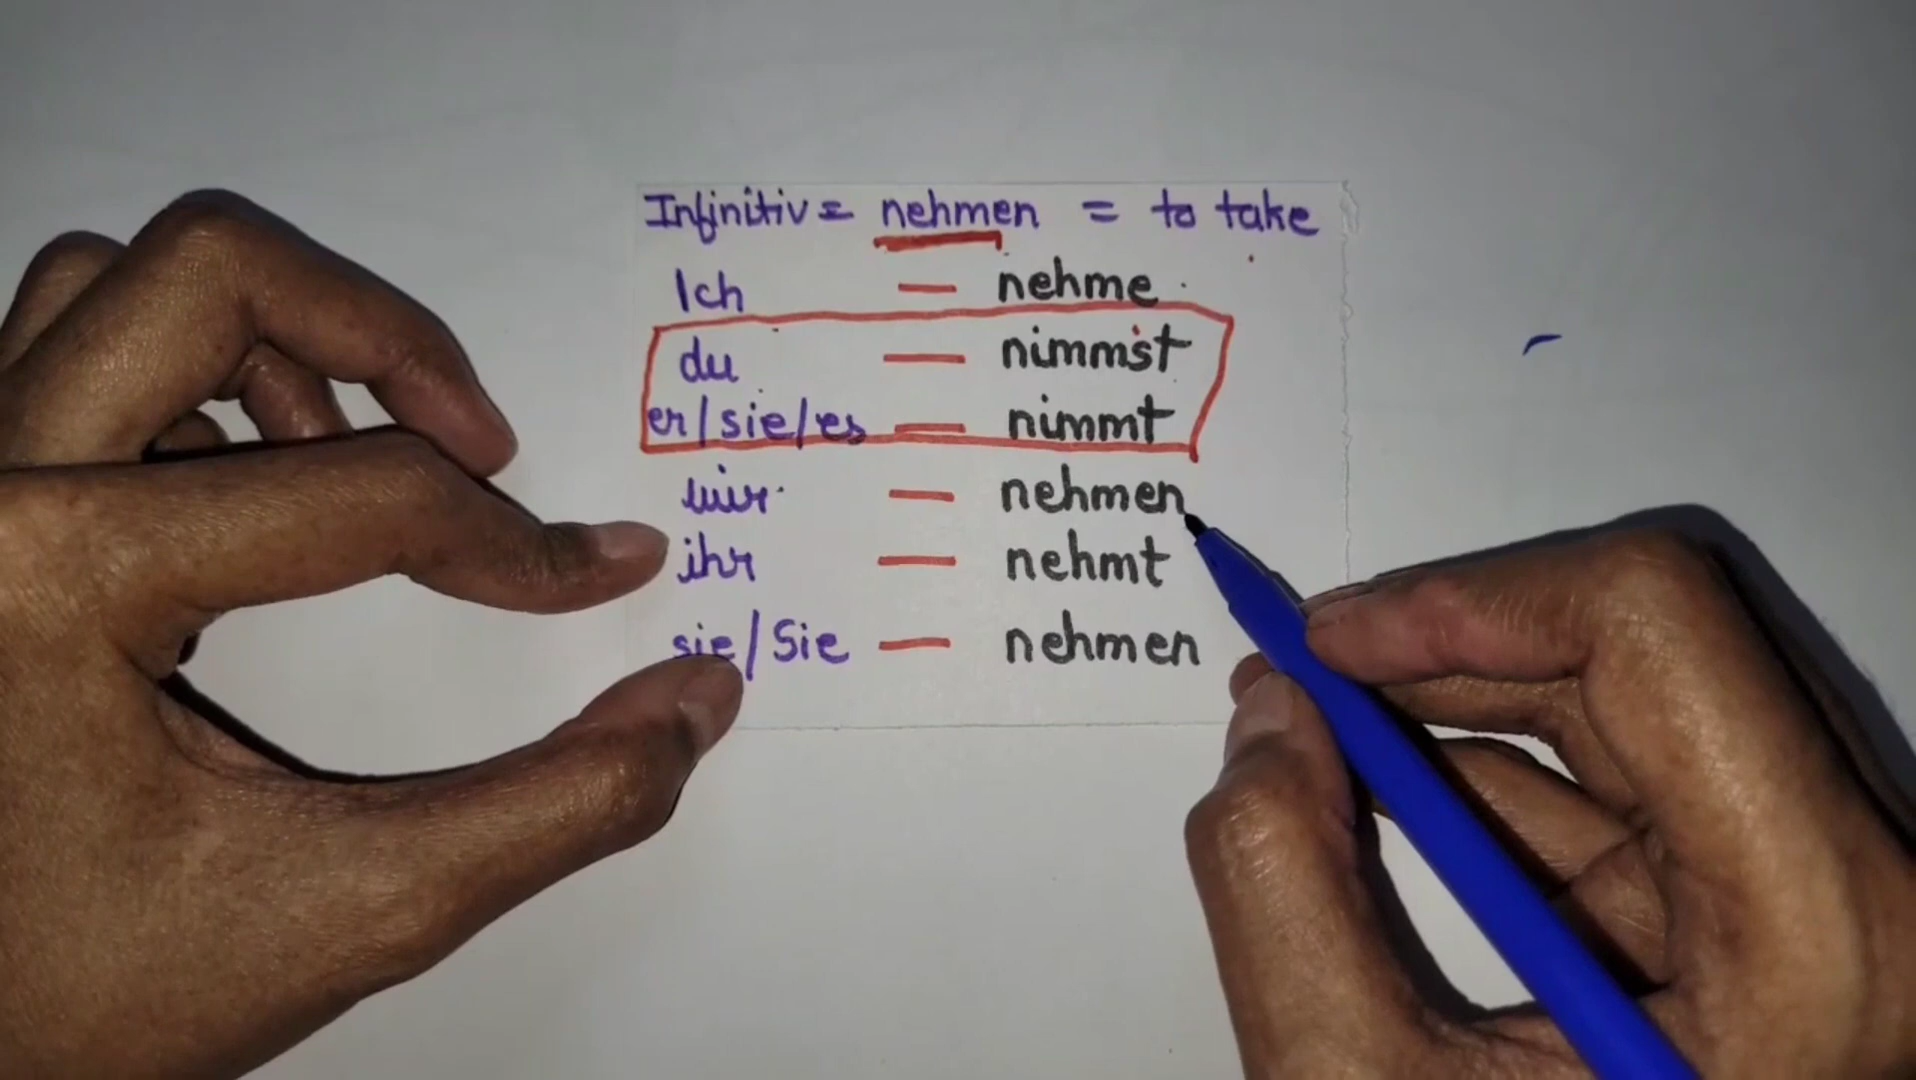 Infinitiv = nehmen = to take
Ich — nehme
du — nimmst
er/sie/es — nimmt
wir — nehmen
ihr — nehmt
sie/Sie — nehmen